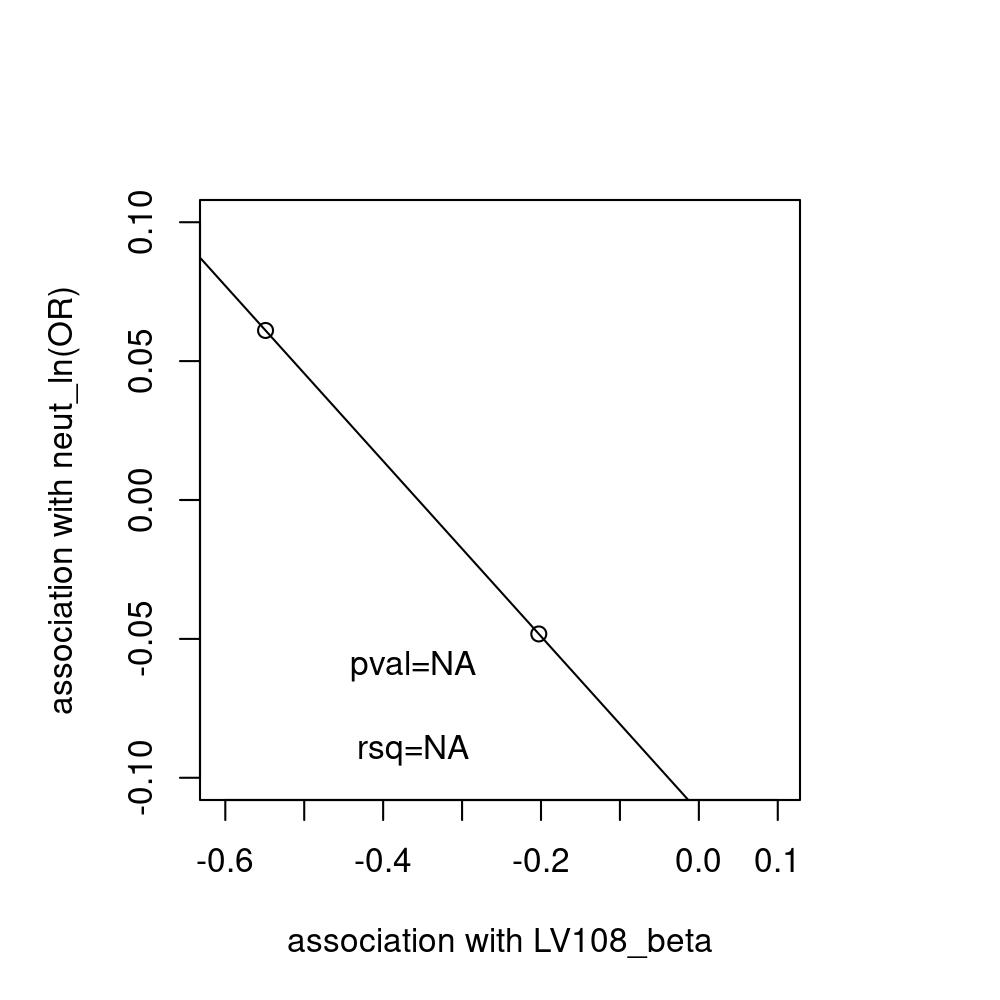 0.10
0.05
0.00
-0.05
-0.10
association with neut_ln(OR)
pval=NA
rsq=NA
-0.6 -0.4 -0.2 0.0 0.1
association with LV108_beta